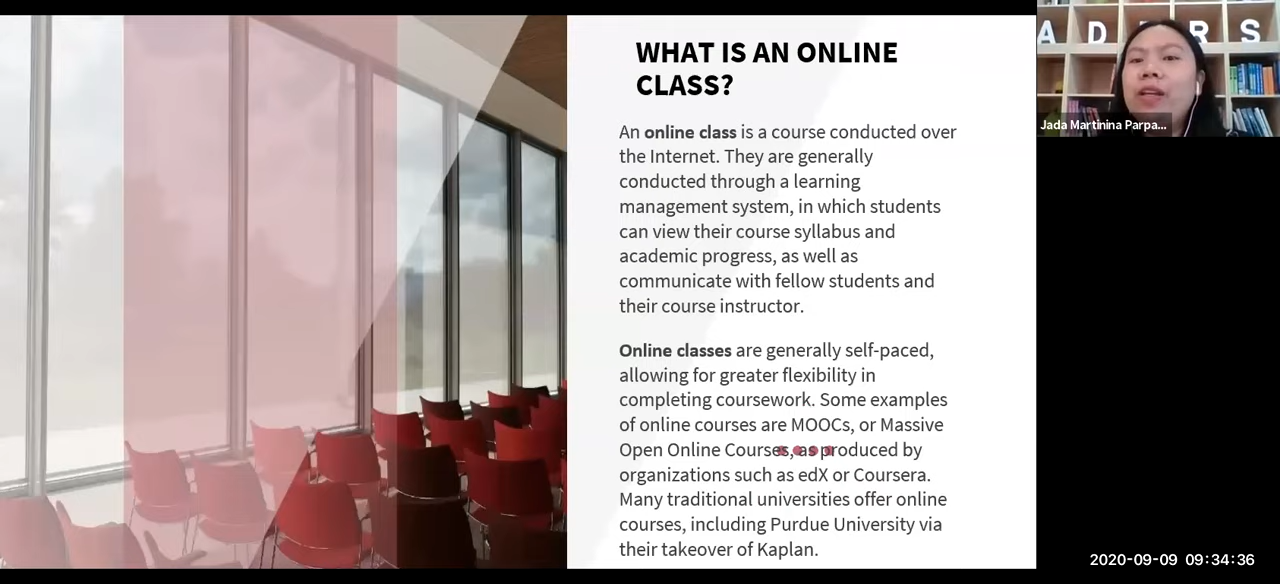 WHAT IS AN ONLINE
CLASS?
An online class is a course conducted over
the Internet. They are generally
conducted through a learning
management system, in which students
can view their course syllabus and
academic progress, as well as
communicate with fellow students and
their course instructor.
Online classes are generally self-paced,
allowing for greater flexibility in
completing coursework. Some examples
of online courses are MOOCs, or Massive
Open Online Courses, as produced by
organizations such as edX or Coursera.
Many traditional universities offer online
courses, including Purdue University via
their takeover of Kaplan.
A D R S
Jada Martinina Parpa...
2020-09-09 09:34:36